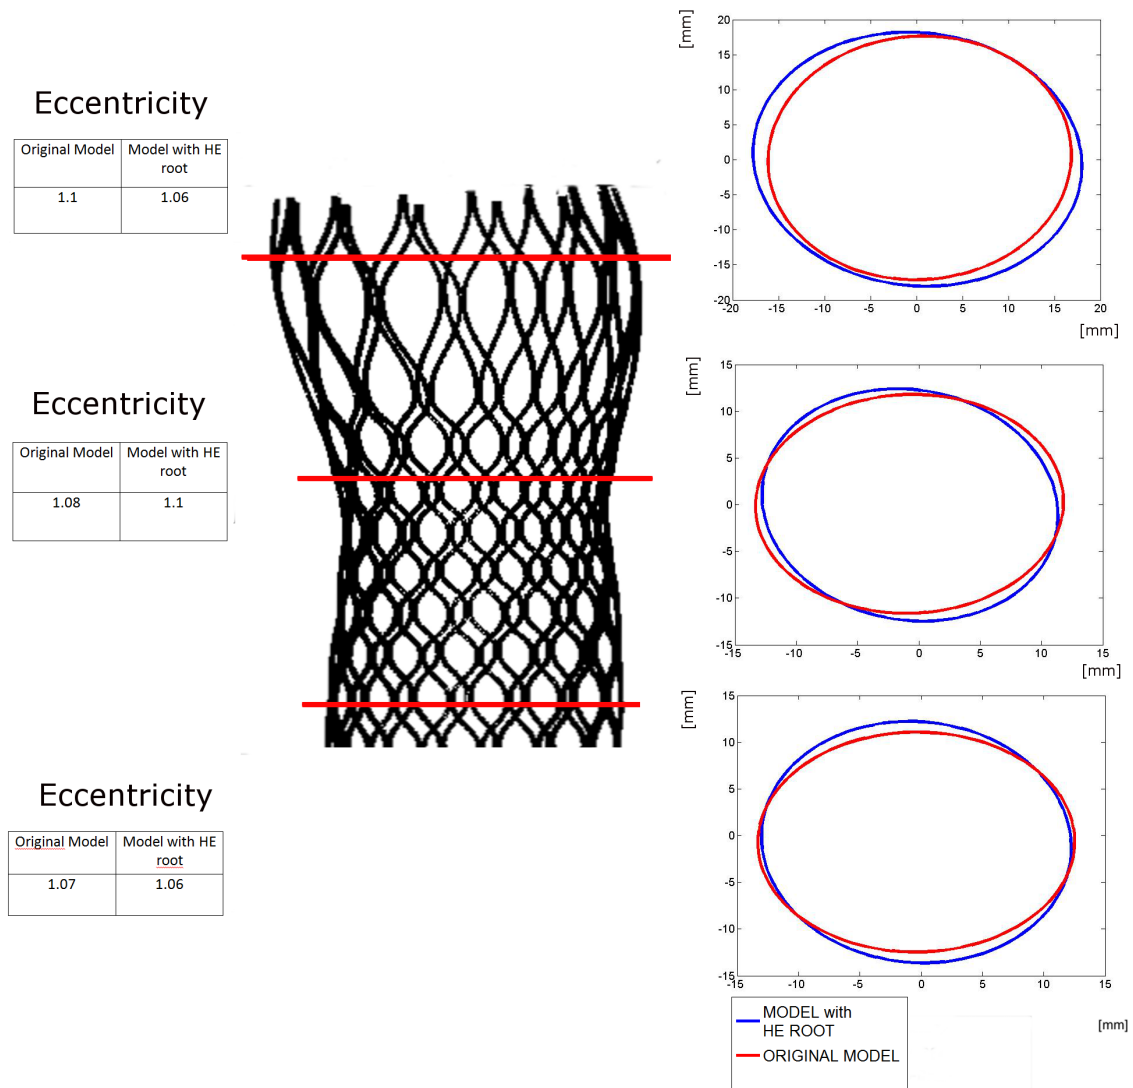 Eccentricity
Original Model
Model with HE
root
1.1
1.06
[mm]
20
15
10
5
0
-5
-10
-15
-20
-20
-15
-10
-5
0
5
10
15
20
[mm]
Eccentricity
Original Model
Model with HE
root
1.08
1.1
[mm]
15
10
5
0
-5
-10
-15
-15
-10
-5
0
5
10
15
[mm]
Eccentricity
Original Model
Model with HE
root
1.07
1.06
[mm]
15
10
5
0
-5
-10
-15
-15
-10
-5
0
5
10
15
[mm]
MODEL with
HE ROOT
ORIGINAL MODEL